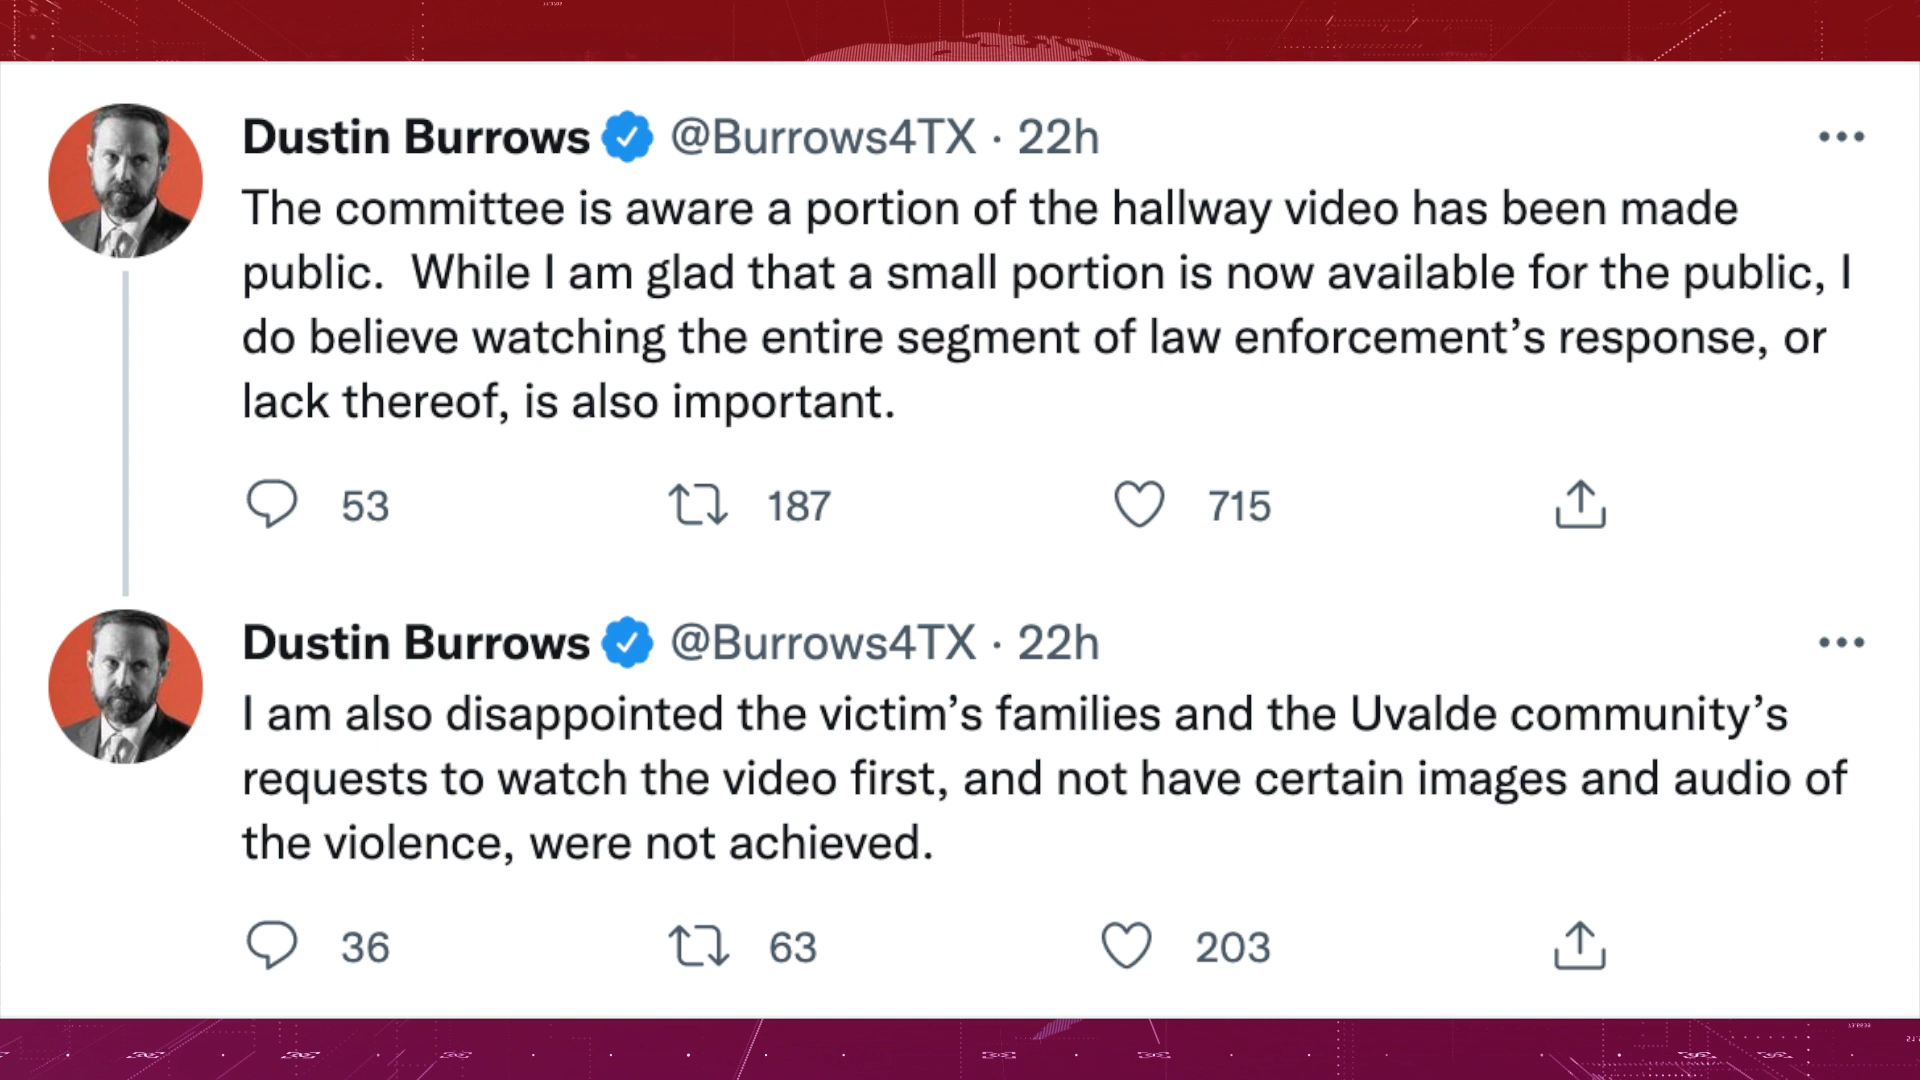 Dustin Burrows @Burrows4TX · 22h
The committee is aware a portion of the hallway video has been made
public.  While I am glad that a small portion is now available for the public, I
do believe watching the entire segment of law enforcement’s response, or
lack thereof, is also important.
53 187 715
Dustin Burrows @Burrows4TX · 22h
I am also disappointed the victim’s families and the Uvalde community’s
requests to watch the video first, and not have certain images and audio of
the violence, were not achieved.
36 63 203